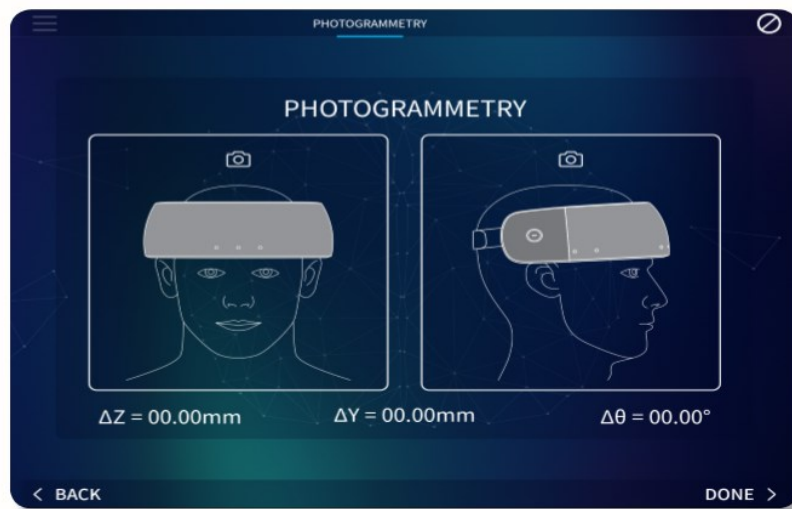 PHOTOGRAMMETRY
PHOTOGRAMMETRY
ΔZ = 00.00mm
ΔY = 00.00mm
Δθ = 00.00°
< BACK
DONE >